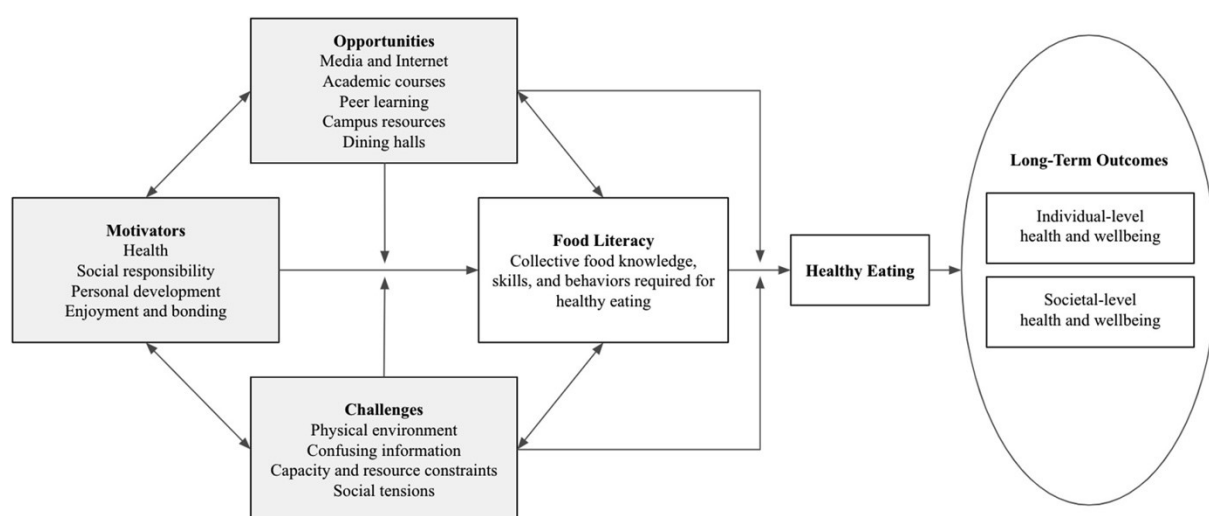 Opportunities
Media and Internet
Academic courses
Peer learning
Campus resources
Dining halls
Motivators
Health
Social responsibility
Personal development
Enjoyment and bonding
Food Literacy
Collective food knowledge,
skills, and behaviors required for
healthy eating
Challenges
Physical environment
Confusing information
Capacity and resource constraints
Social tensions
Healthy Eating
Long-Term Outcomes
Individual-level
health and wellbeing
Societal-level
health and wellbeing